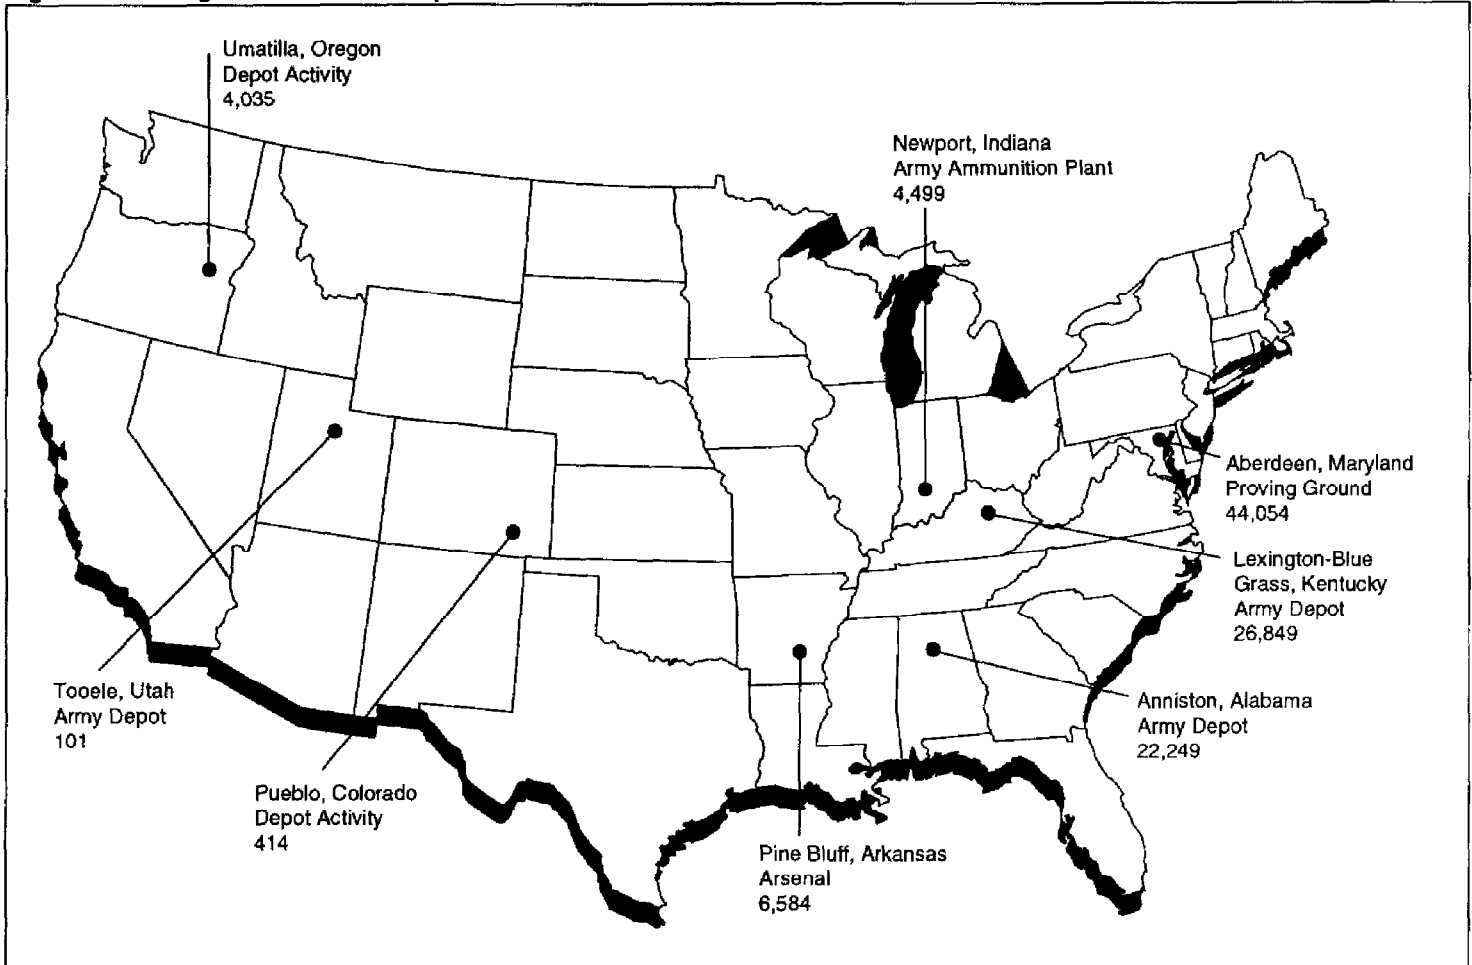 Umatilla, Oregon
Depot Activity
4,035
Newport, Indiana
Army Ammunition Plant
4,499
Aberdeen, Maryland
Proving Ground
44,054
Lexington-Blue
Grass, Kentucky
Army Depot
26,849
Tooele, Utah
Army Depot
101
Anniston, Alabama
Army Depot
22,249
Pueblo, Colorado
Depot Activity
414
Pine Bluff, Arkansas
Arsenal
6,584